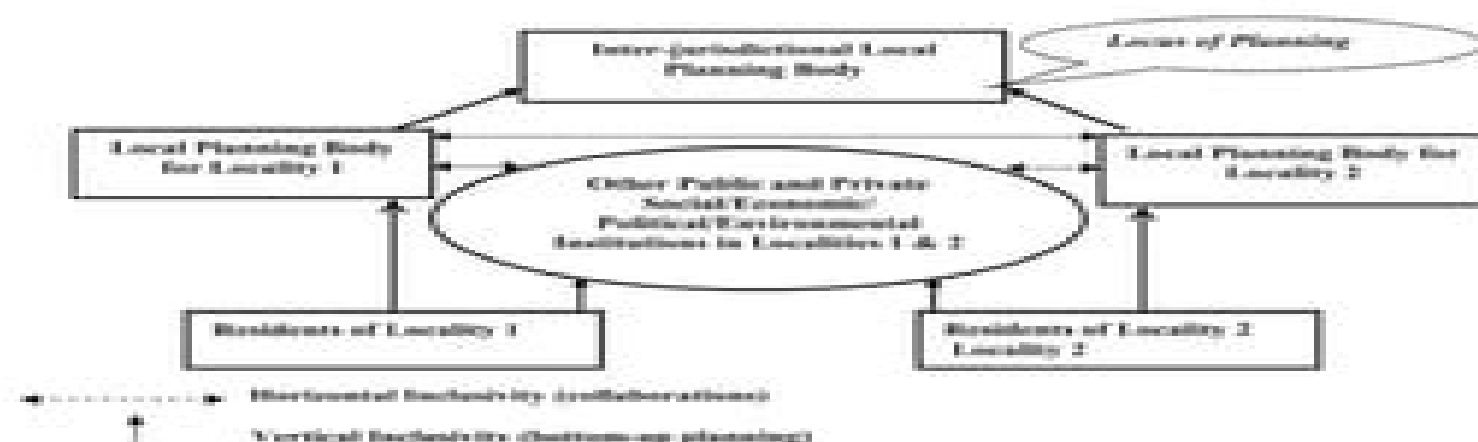 Inter-jurisdictional Local
Planning Body
Locus of Planning
Local Planning Body
for Locality 1
Local Planning Body for
Locality 2
Other Public and Private
Social/Economic/
Political/Environmental
Institutions in Localities 1 & 2
Residents of Locality 1
Residents of Locality 2
Locality 2
Horizontal Inclusivity (collaborations)
Vertical Inclusivity (bottom-up planning)